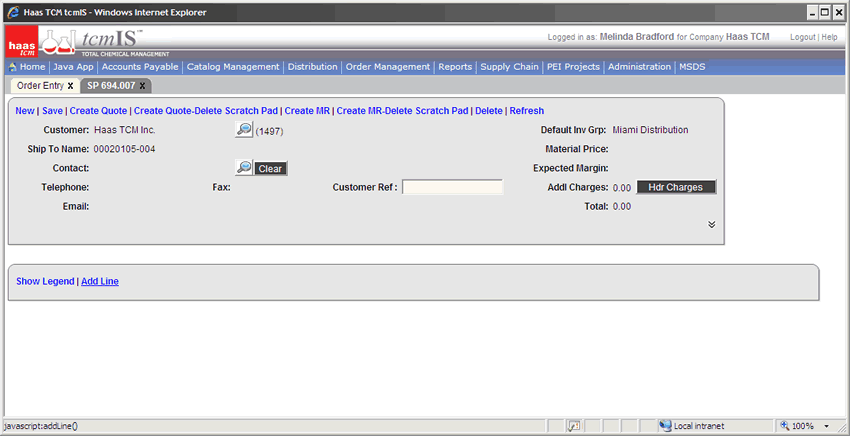 Haas TCM tcmIS - Windows Internet Explorer
haas tcm
tcmIS™
TOTAL CHEMICAL MANAGEMENT
Logged in as: Melinda Bradford for Company Haas TCM Logout | Help
Home | Java App | Accounts Payable | Catalog Management | Distribution | Order Management | Reports | Supply Chain | PEI Projects | Administration | MSDS
Order Entry X SP 694.007 X
New | Save | Create Quote | Create Quote-Delete Scratch Pad | Create MR | Create MR-Delete Scratch Pad | Delete | Refresh
Customer: Haas TCM Inc. (1497) Default Inv Grp: Miami Distribution
Ship To Name: 00020105-004 Material Price:
Contact: Clear Expected Margin:
Telephone: Fax: Customer Ref : Addl Charges: 0.00 Hdr Charges
Email: Total: 0.00
Show Legend | Add Line
javascript:addLine() Local intranet 100%